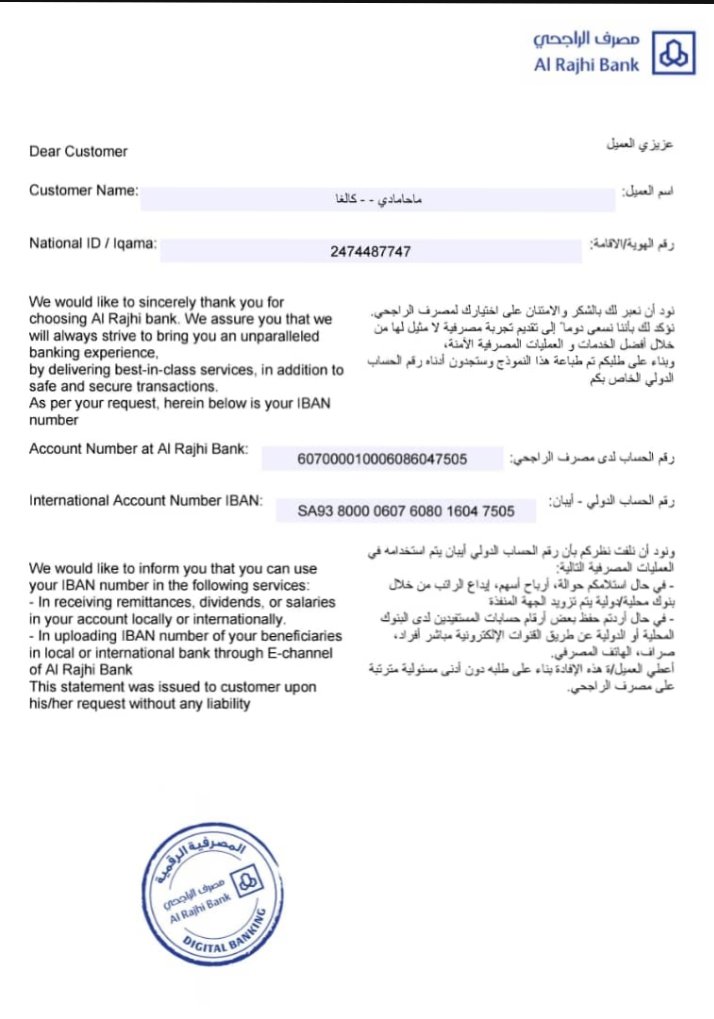 مصرف الراجحي
Al Rajhi Bank
Dear Customer
عزيزي العميل
Customer Name:
ماحامادي - - كالغا
اسم العميل:
National ID / Iqama:
2474487747
رقم الهوية/الاقامة:
We would like to sincerely thank you for
choosing Al Rajhi bank. We assure you that we
will always strive to bring you an unparalleled
banking experience,
by delivering best-in-class services, in addition to
safe and secure transactions.
As per your request, herein below is your IBAN
number
نود أن نعبر لك بالشكر والامتنان على اختيارك لمصرف الراجحي.
نؤكد لك بأننا نسعى دوماً إلى تقديم تجربة مصرفية لا مثيل لها من
خلال أفضل الخدمات و العمليات المصرفية الآمنة،
وبناء على طلبكم تم طباعة هذا النموذج وستجدون أدناه رقم الحساب
الدولي الخاص بكم
Account Number at Al Rajhi Bank:
607000010006086047505
رقم الحساب لدى مصرف الراجحي:
International Account Number IBAN:
SA93 8000 0607 6080 1604 7505
رقم الحساب الدولي - أيبان:
We would like to inform you that you can use
your IBAN number in the following services:
- In receiving remittances, dividends, or salaries
in your account locally or internationally.
- In uploading IBAN number of your beneficiaries
in local or international bank through E-channel
of Al Rajhi Bank
This statement was issued to customer upon
his/her request without any liability
ونود أن نلفت نظركم بأن رقم الحساب الدولي أيبان يتم استخدامه في
العمليات المصرفية التالية:
- في حال استلامكم حوالة، أرباح أسهم، إيداع الراتب من خلال
بنوك محلية/دولية يتم تزويد الجهة المنفذة
- في حال أردتم حفظ بعض أرقام حسابات المستفيدين لدى البنوك
المحلية أو الدولية عن طريق القنوات الإلكترونية مباشر أفراد،
صراف، الهاتف المصرفي.
أعطي العميل/ة هذه الإفادة بناء على طلبه دون أدنى مسئولية مترتبة
على مصرف الراجحي.
المصرفية الرقمية
مصرف الراجحي
Al Rajhi Bank
DIGITAL BANKING